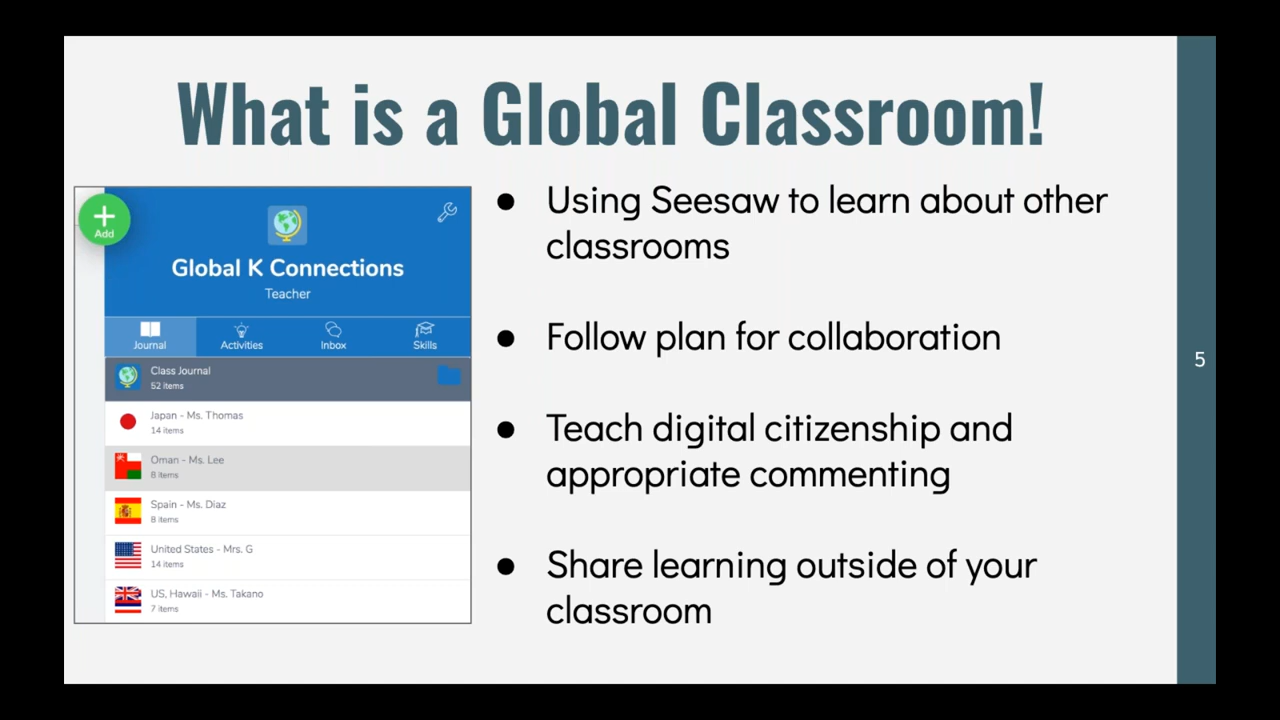 What is a Global Classroom!
Add
Global K Connections
Teacher
Journal
Activities
Inbox
Skills
Class Journal
52 items
Japan - Ms. Thomas
14 items
Oman - Ms. Lee
8 items
Spain - Ms. Diaz
8 items
United States - Mrs. G
14 items
US, Hawaii - Ms. Takano
7 items
● Using Seesaw to learn about other
classrooms
● Follow plan for collaboration
● Teach digital citizenship and
appropriate commenting
● Share learning outside of your
classroom
5